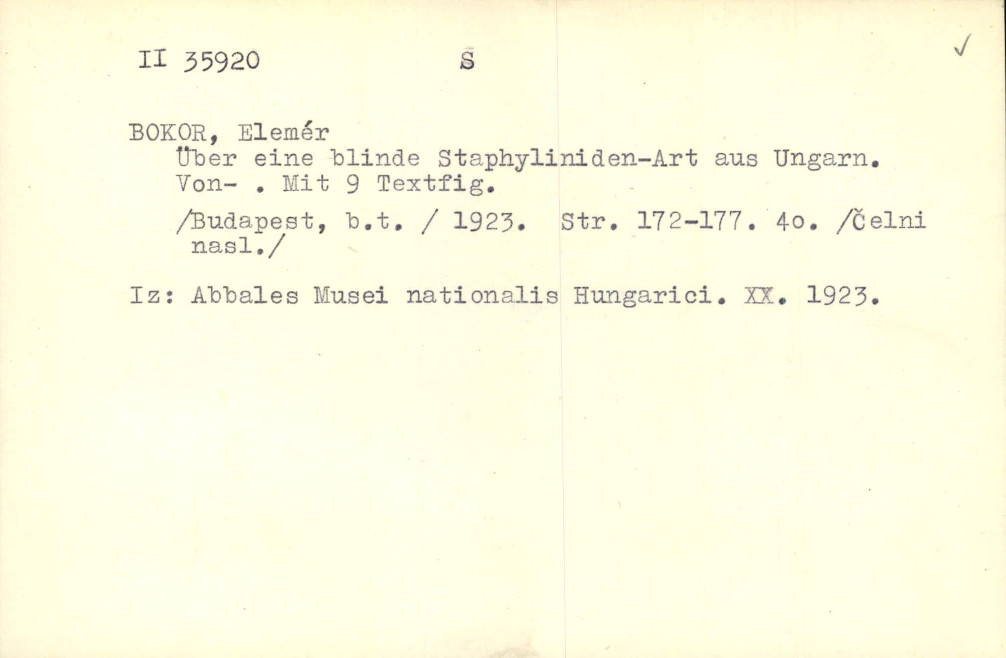 II 35920 S
BOKOR, Elemér
Über eine blinde Staphyliniden-Art aus Ungarn.
Von- . Mit 9 Textfig.
/Budapest, b.t. / 1923. Str. 172-177. 4o. /Čelni
nasl./
Iz: Abbales Musei nationalis Hungarici. XX. 1923.